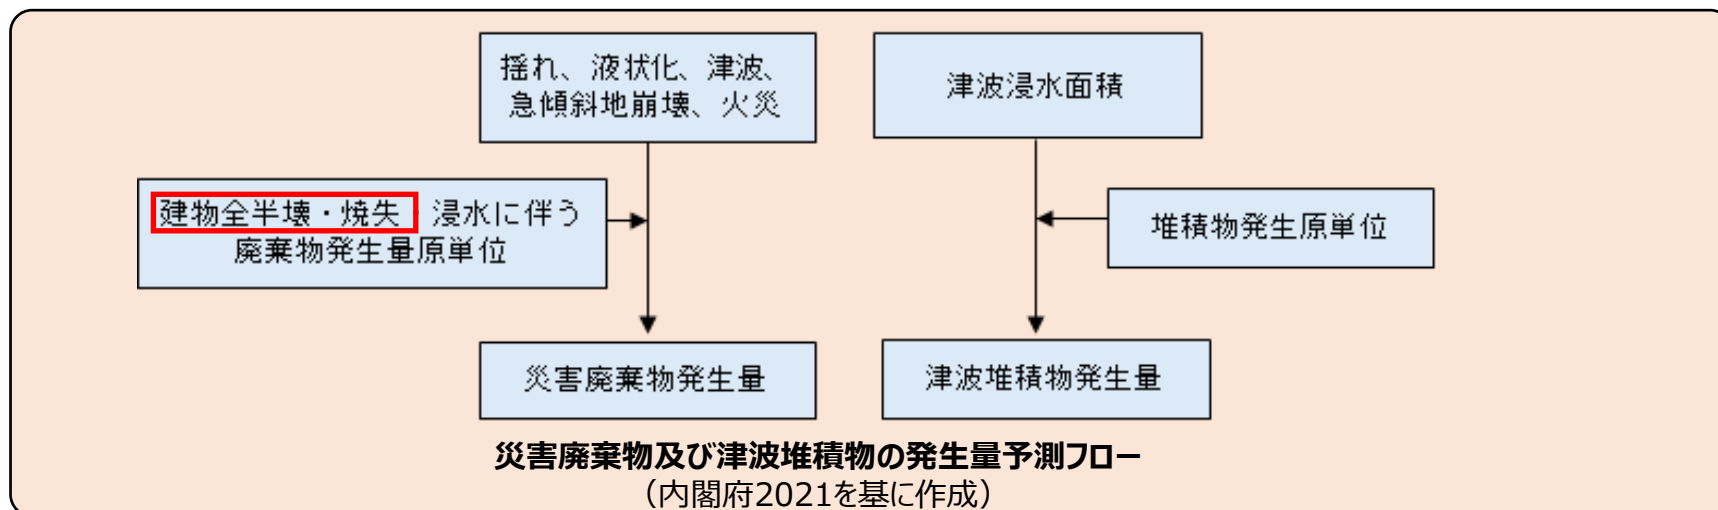 揺れ、液状化、津波、
急傾斜地崩壊、火災
津波浸水面積
建物全半壊・焼失 浸水に伴う
廃棄物発生量原単位
堆積物発生原単位
災害廃棄物発生量
津波堆積物発生量
災害廃棄物及び津波堆積物の発生量予測フロー
（内閣府2021を基に作成）